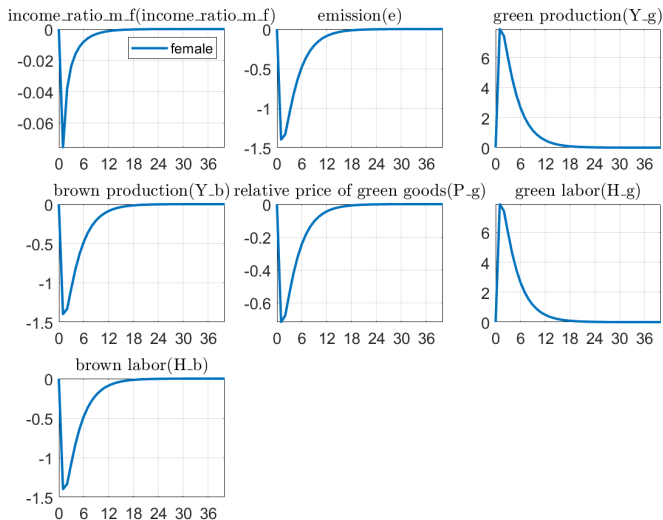 income_ratio_m_f(income_ratio_m_f)
0
-0.02
-0.04
-0.06
female
0 6 12 18 24 30 36
emission(e)
0
-0.5
-1
-1.5
0 6 12 18 24 30 36
green production(Y_g)
6
4
2
0
0 6 12 18 24 30 36
brown production(Y_b)
0
-0.5
-1
-1.5
0 6 12 18 24 30 36
relative price of green goods(P_g)
0
-0.2
-0.4
-0.6
0 6 12 18 24 30 36
green labor(H_g)
6
4
2
0
0 6 12 18 24 30 36
brown labor(H_b)
0
-0.5
-1
-1.5
0 6 12 18 24 30 36